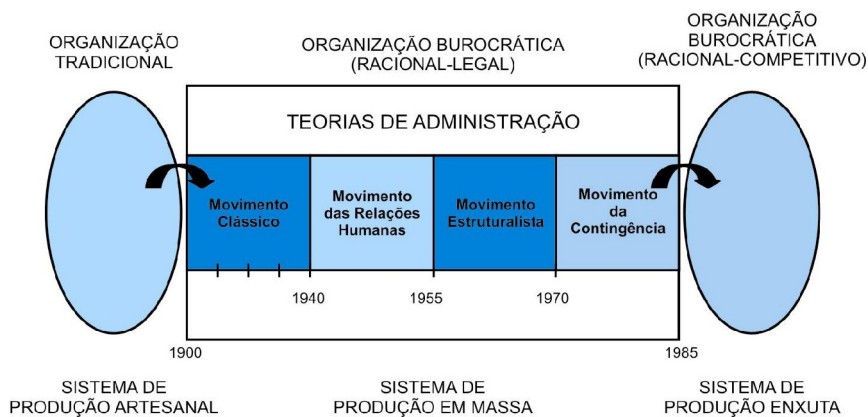 ORGANIZAÇÃO
TRADICIONAL
ORGANIZAÇÃO BUROCRÁTICA
(RACIONAL-LEGAL)
ORGANIZAÇÃO
BUROCRÁTICA
(RACIONAL-COMPETITIVO)
TEORIAS DE ADMINISTRAÇÃO
Movimento
Clássico
Movimento
das Relações
Humanas
Movimento
Estruturalista
Movimento
da
Contingência
1940
1955
1970
1900
1985
SISTEMA DE
PRODUÇÃO ARTESANAL
SISTEMA DE
PRODUÇÃO EM MASSA
SISTEMA DE
PRODUÇÃO ENXUTA